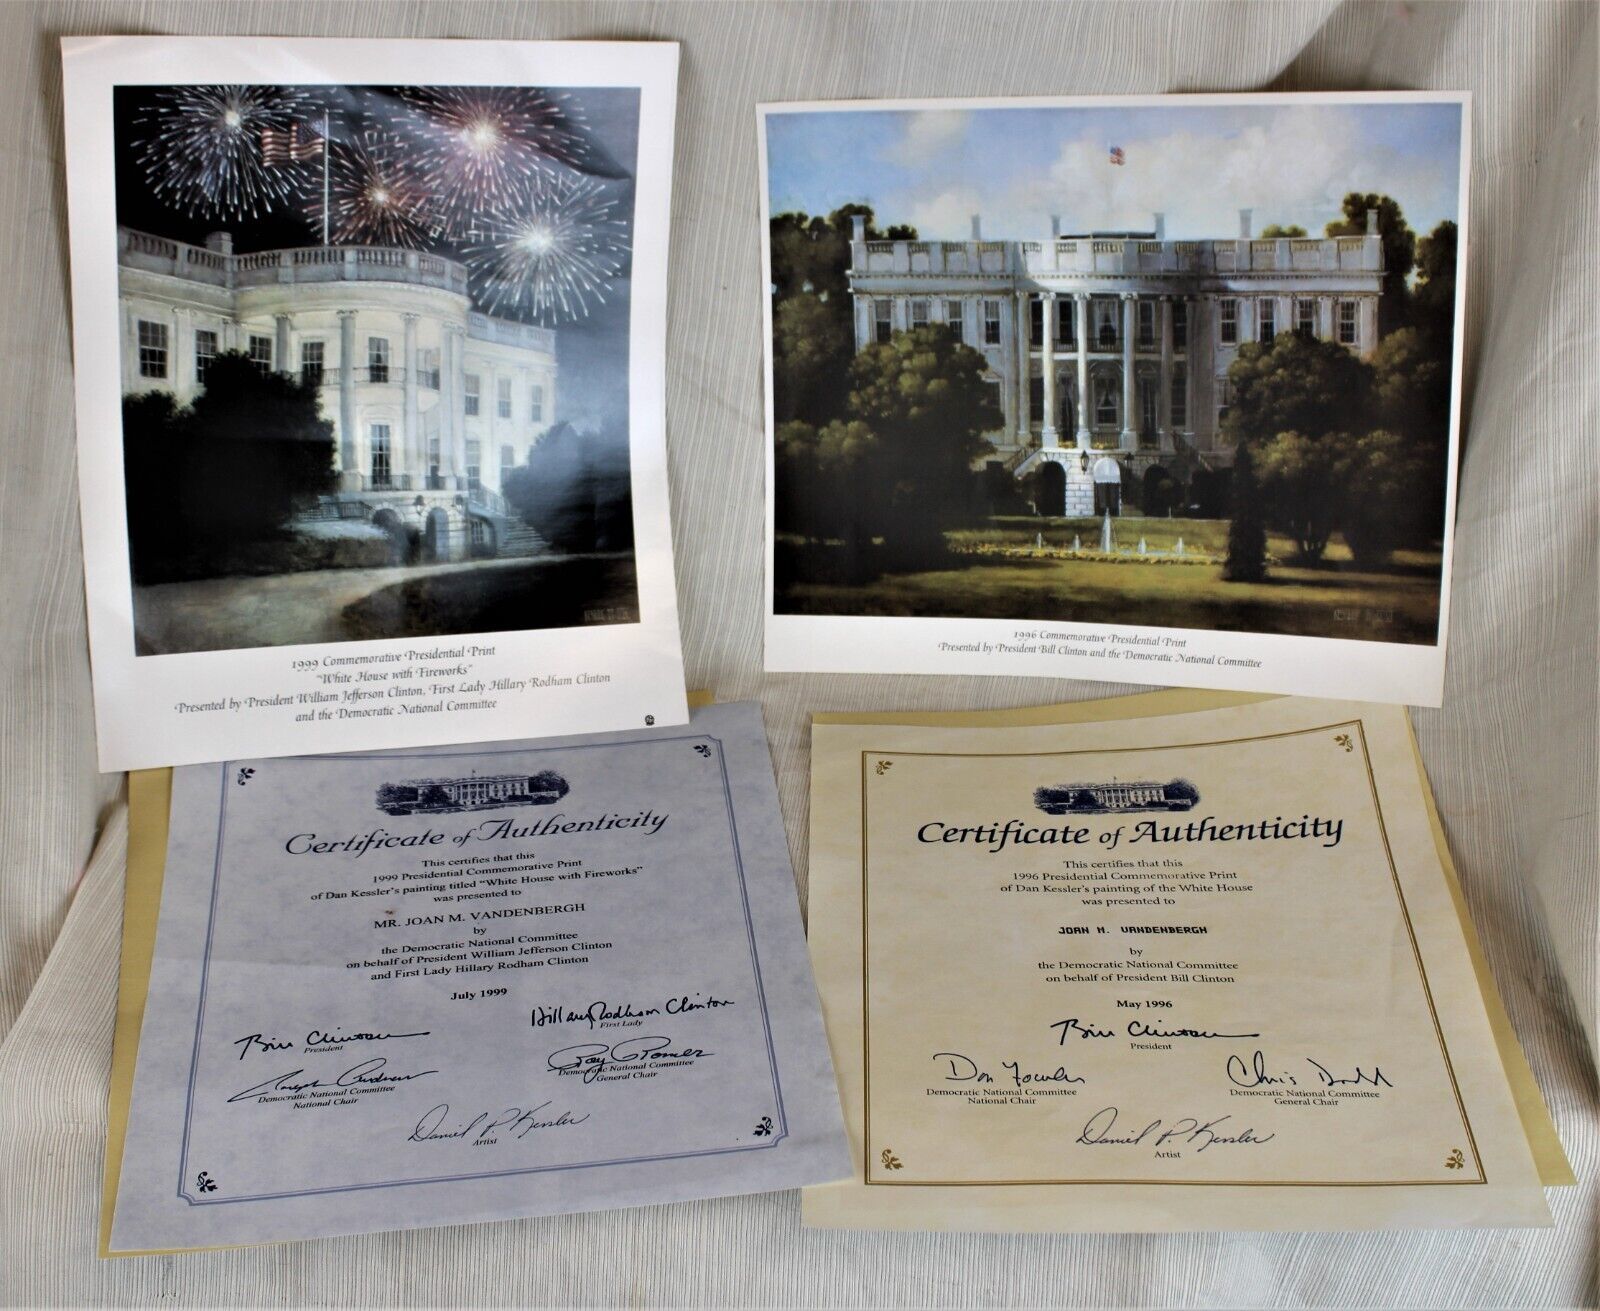 1999 Commemorative Presidential Print
"White House with Fireworks"
Presented by President William Jefferson Clinton, First Lady Hillary Rodham Clinton
and the Democratic National Committee
1996 Commemorative Presidential Print
Presented by President Bill Clinton and the Democratic National Committee
Certificate of Authenticity
This certifies that this
1999 Presidential Commemorative Print
of Dan Kessler's painting titled "White House with Fireworks"
was presented to
MR. JOAN M. VANDENBERGH
by
the Democratic National Committee
on behalf of President William Jefferson Clinton
and First Lady Hillary Rodham Clinton
July 1999
Bill Clinton
President
Hillary Rodham Clinton
First Lady
Joseph Andrew
Democratic National Committee
National Chair
Roy Romer
Democratic National Committee
General Chair
Daniel P. Kessler
Artist
Certificate of Authenticity
This certifies that this
1996 Presidential Commemorative Print
of Dan Kessler's painting of the White House
was presented to
JOAN M. VANDENBERGH
by
the Democratic National Committee
on behalf of President Bill Clinton
May 1996
Bill Clinton
President
Don Fowler
Democratic National Committee
National Chair
Chris Dodd
Democratic National Committee
General Chair
Daniel P. Kessler
Artist